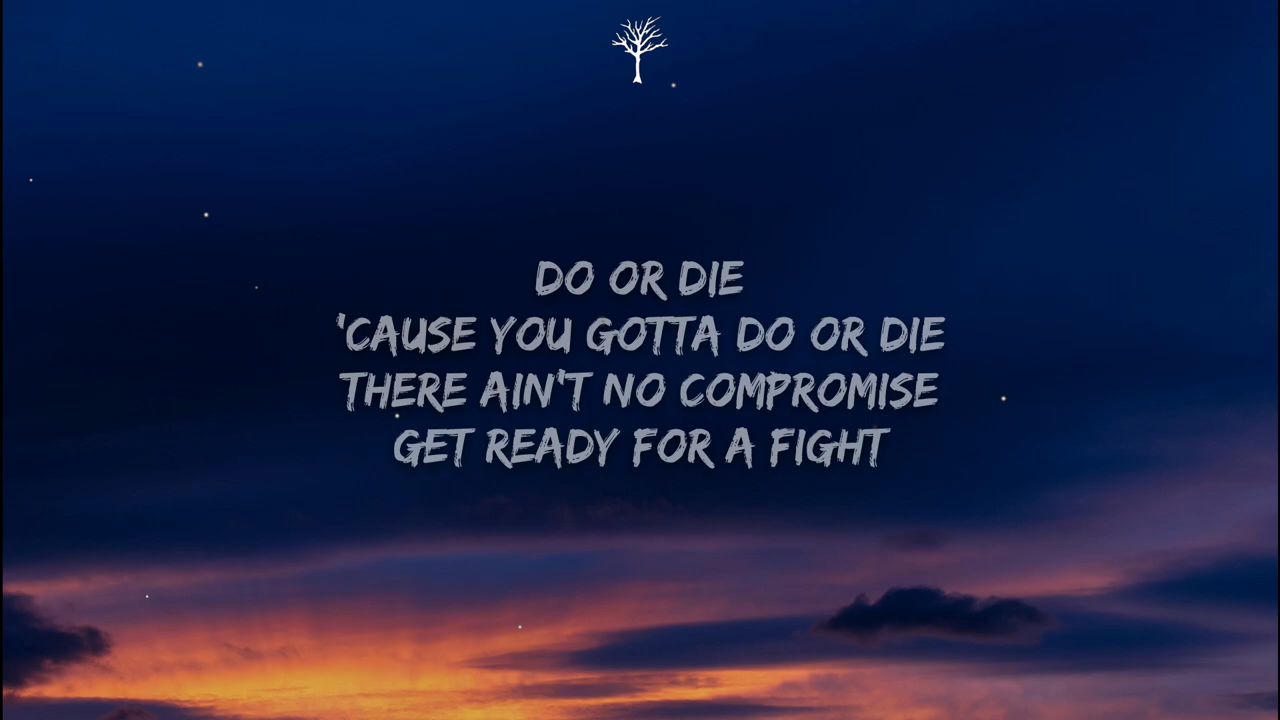 DO OR DIE
'CAUSE YOU GOTTA DO OR DIE
THERE AIN'T NO COMPROMISE
GET READY FOR A FIGHT